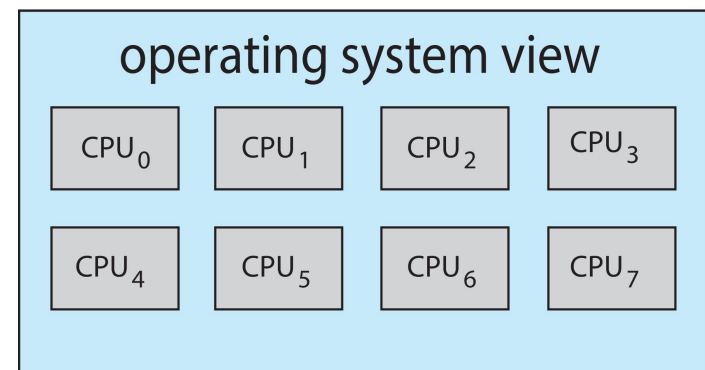 operating system view
CPU₀ CPU₁ CPU₂ CPU₃
CPU₄ CPU₅ CPU₆ CPU₇